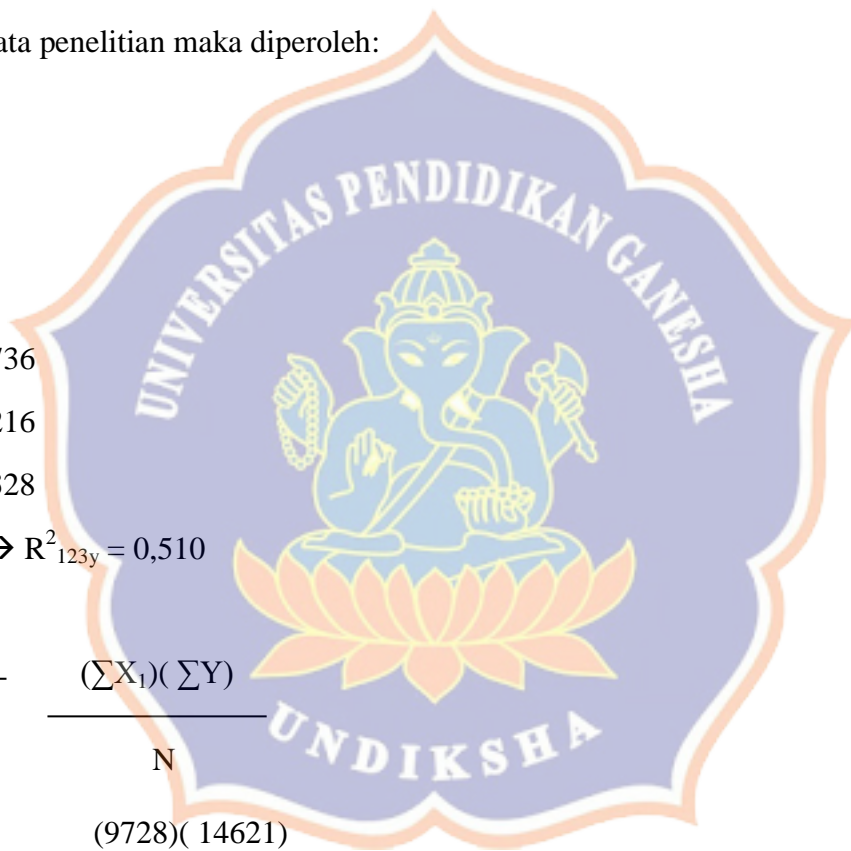 ata penelitian maka diperoleh:
UNIVERSITAS PENDIDIKAN GANESHA
736
216
328
→ R²₁₂₃y = 0,510
- (∑X₁)( ∑Y)
N
UNDIKSHA
(9728)( 14621)